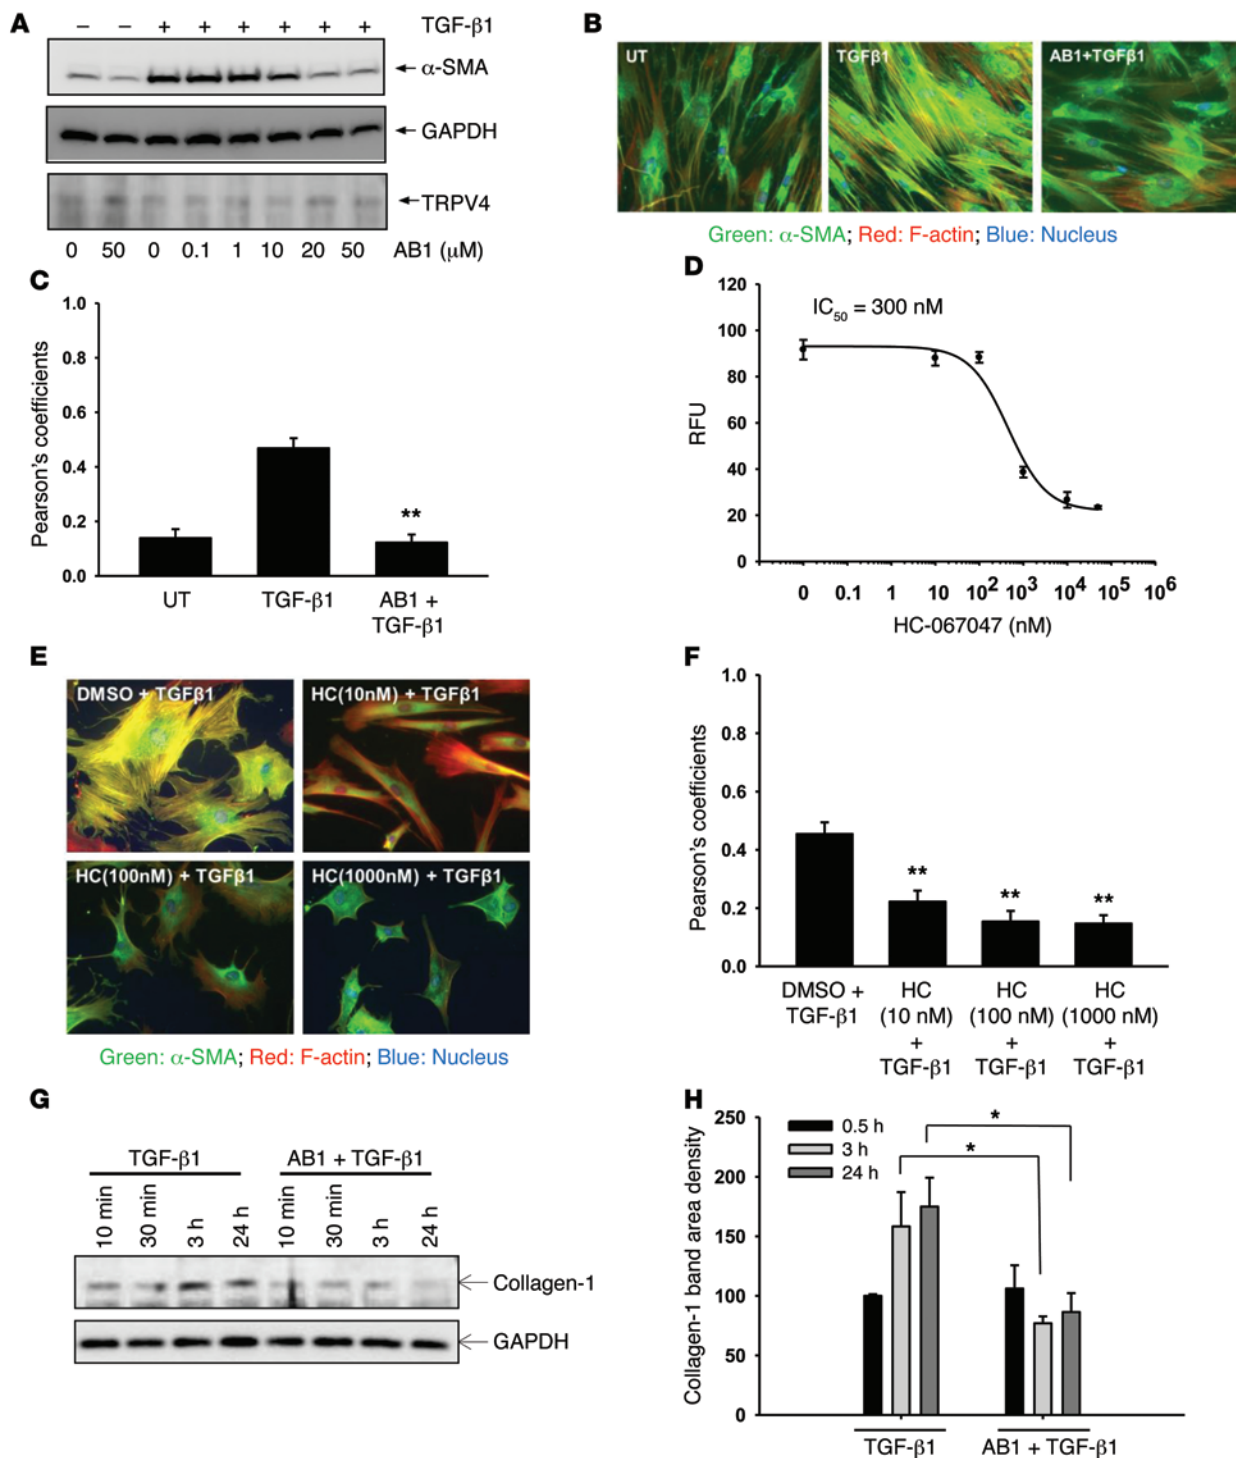 A
– – + + + + + + TGF-β1
α-SMA
GAPDH
TRPV4
0 50 0 0.1 1 10 20 50 AB1 (μM)
B
UT
TGFβ1
AB1+TGFβ1
Green: α-SMA; Red: F-actin; Blue: Nucleus
C
Pearson's coefficients
1.0
0.8
0.6
0.4
0.2
0.0
**
UT
TGF-β1
AB1 +
TGF-β1
D
RFU
120
100
80
60
40
20
0
IC₅₀ = 300 nM
0 0.1 1 10 10² 10³ 10⁴ 10⁵ 10⁶
HC-067047 (nM)
E
DMSO + TGFβ1
HC(10nM) + TGFβ1
HC(100nM) + TGFβ1
HC(1000nM) + TGFβ1
Green: α-SMA; Red: F-actin; Blue: Nucleus
F
Pearson's coefficients
1.0
0.8
0.6
0.4
0.2
0.0
** ** **
DMSO +
TGF-β1
HC
(10 nM)
+
TGF-β1
HC
(100 nM)
+
TGF-β1
HC
(1000 nM)
+
TGF-β1
G
TGF-β1
AB1 + TGF-β1
10 min
30 min
3 h
24 h
10 min
30 min
3 h
24 h
Collagen-1
GAPDH
H
Collagen-1 band area density
250
200
150
100
50
0
0.5 h
3 h
24 h
*
*
TGF-β1
AB1 + TGF-β1